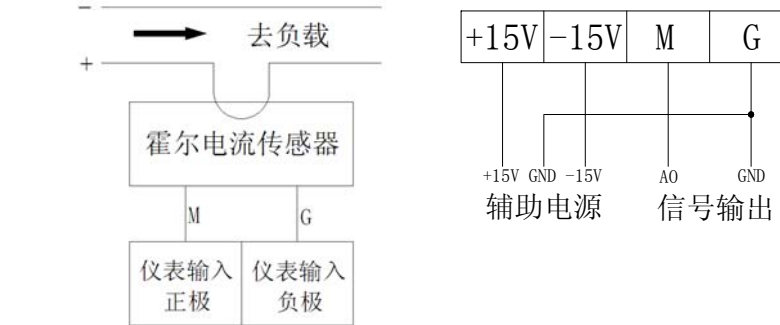 −
去负载
+
霍尔电流传感器
M
G
仪表输入
正极
仪表输入
负极
+15V -15V M G
+15V GND -15V AO GND
辅助电源 信号输出